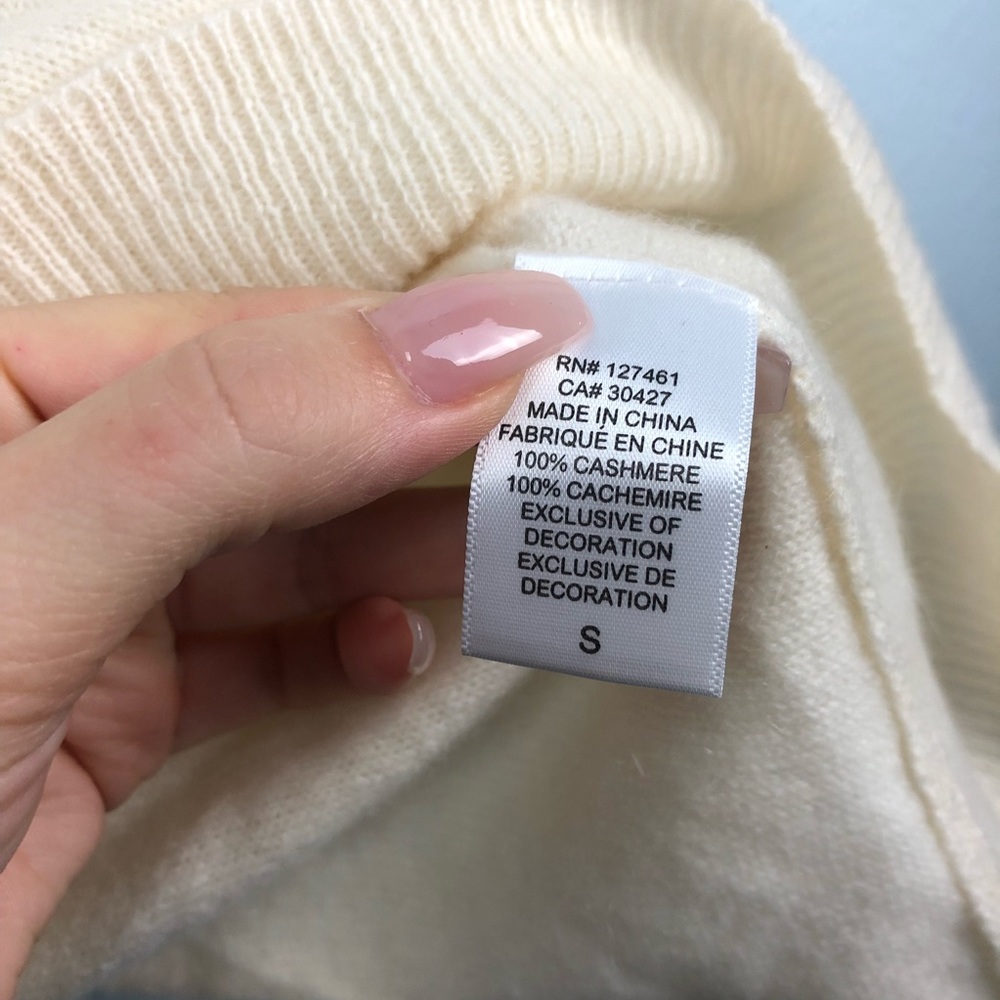 RN# 127461
CA# 30427
MADE IN CHINA
FABRIQUÉ EN CHINE
100% CASHMERE
100% CACHEMIRE
EXCLUSIVE OF
DECORATION
EXCLUSIVE DE
DECORATION
S